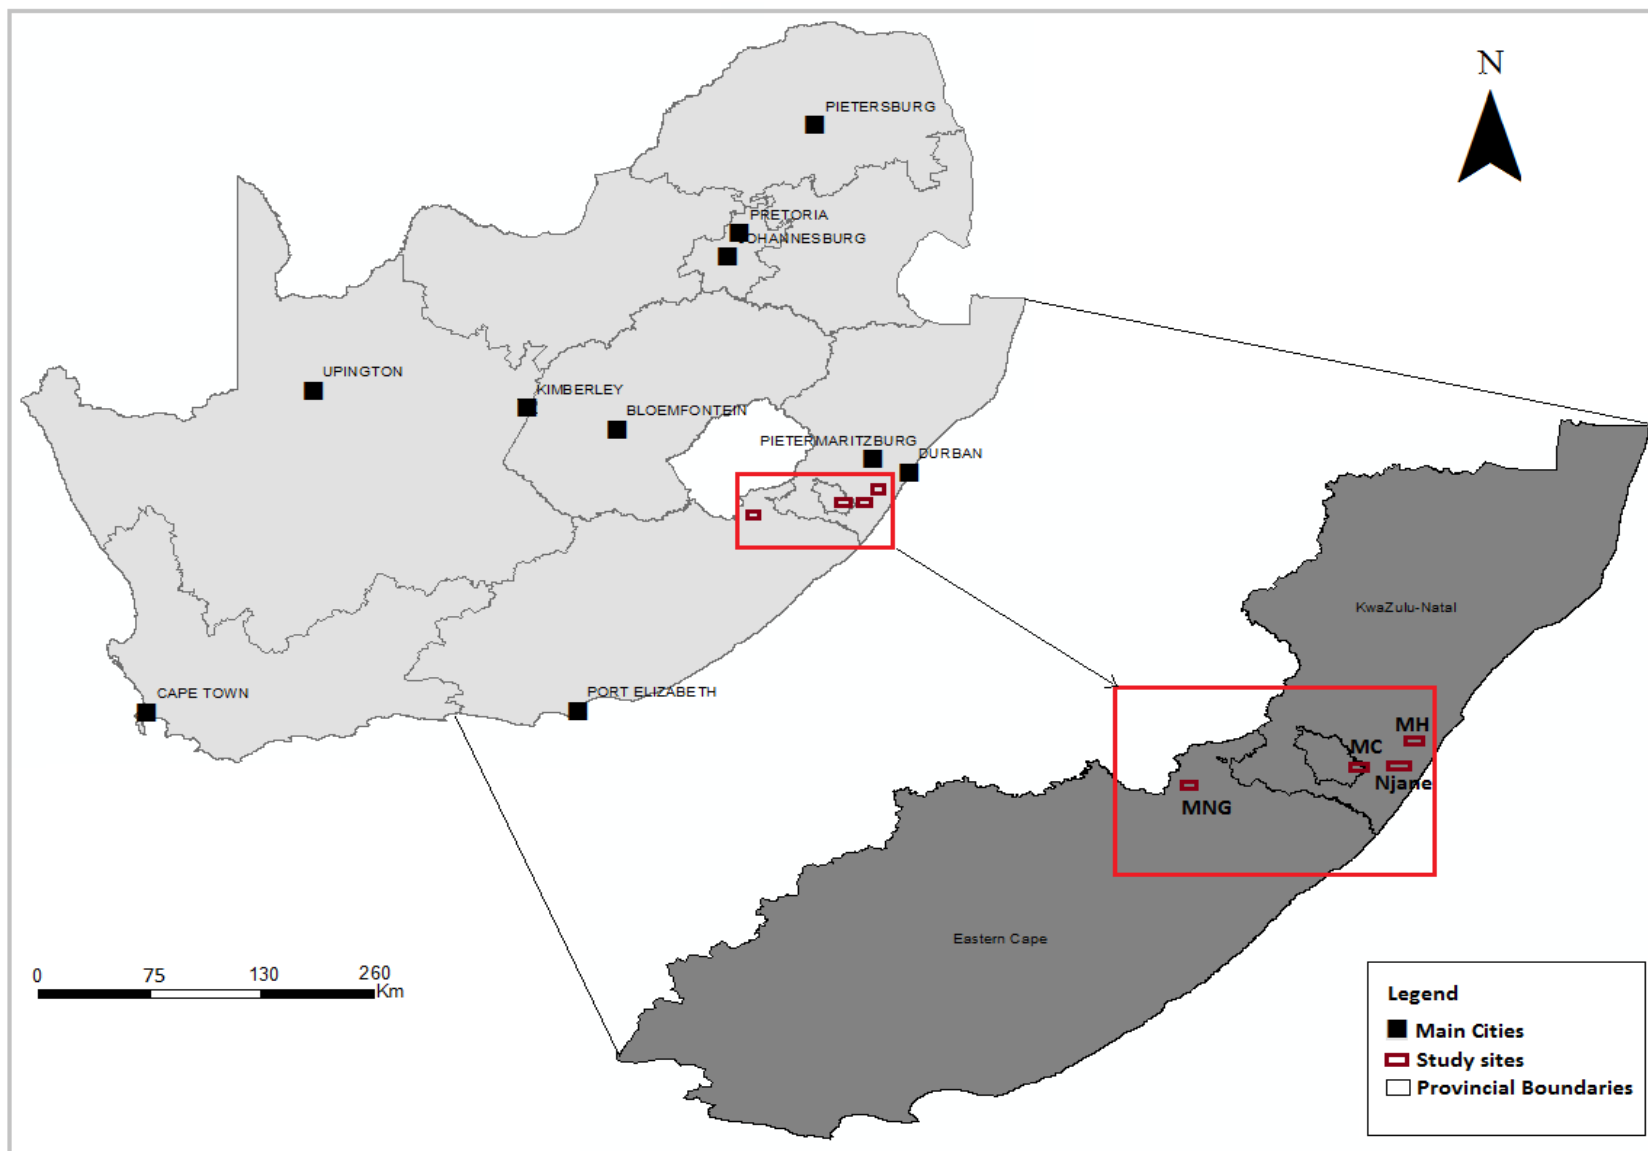 N
PIETERSBURG
PRETORIA
JOHANNESBURG
UPINGTON
KIMBERLEY
BLOEMFONTEIN
PIETERMARITZBURG
DURBAN
CAPE TOWN
PORT ELIZABETH
KwaZulu-Natal
MH
MC
Njane
MNG
Eastern Cape
0 75 130 260
Km
Legend
Main Cities
Study sites
Provincial Boundaries